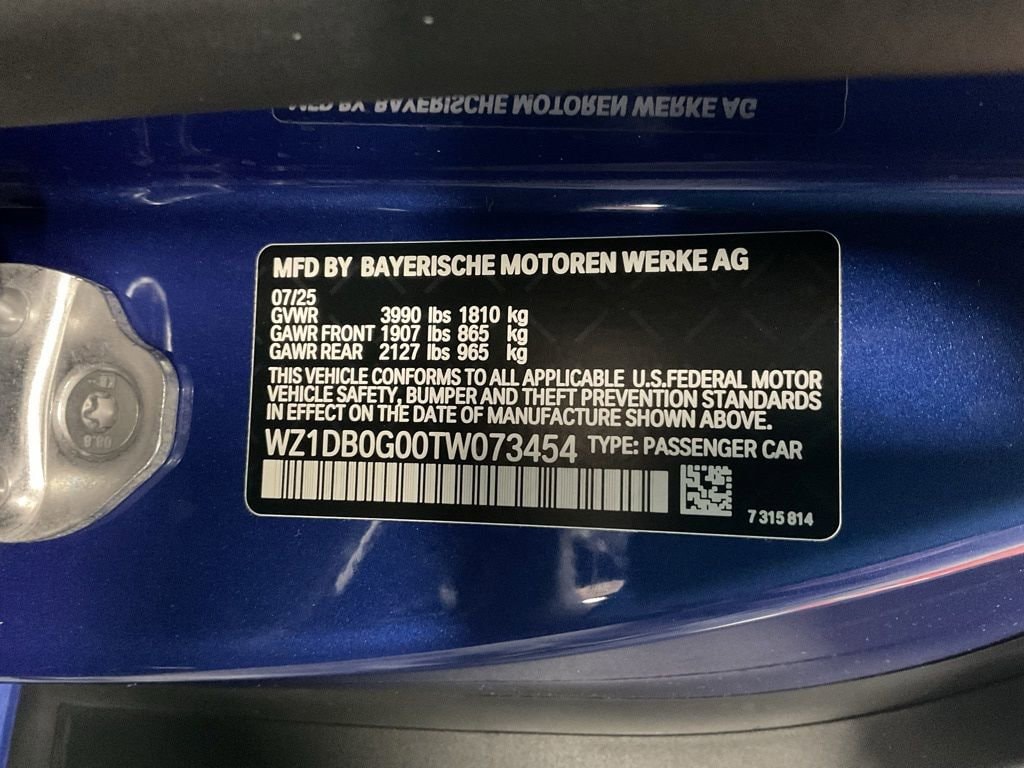 MFD BY BAYERISCHE MOTOREN WERKE AG
MFD BY BAYERISCHE MOTOREN WERKE AG
07/25
GVWR 3990 lbs 1810 kg
GAWR FRONT 1907 lbs 865 kg
GAWR REAR 2127 lbs 965 kg
THIS VEHICLE CONFORMS TO ALL APPLICABLE U.S.FEDERAL MOTOR
VEHICLE SAFETY, BUMPER AND THEFT PREVENTION STANDARDS
IN EFFECT ON THE DATE OF MANUFACTURE SHOWN ABOVE.
WZ1DB0G00TW073454 TYPE: PASSENGER CAR
7 315 814
08.8